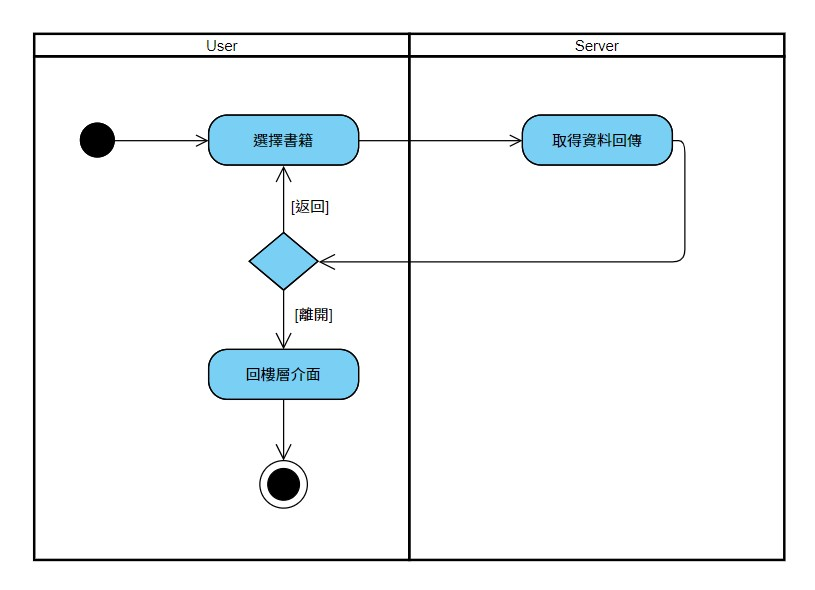 User
Server
選擇書籍
取得資料回傳
[返回]
[離開]
回樓層介面